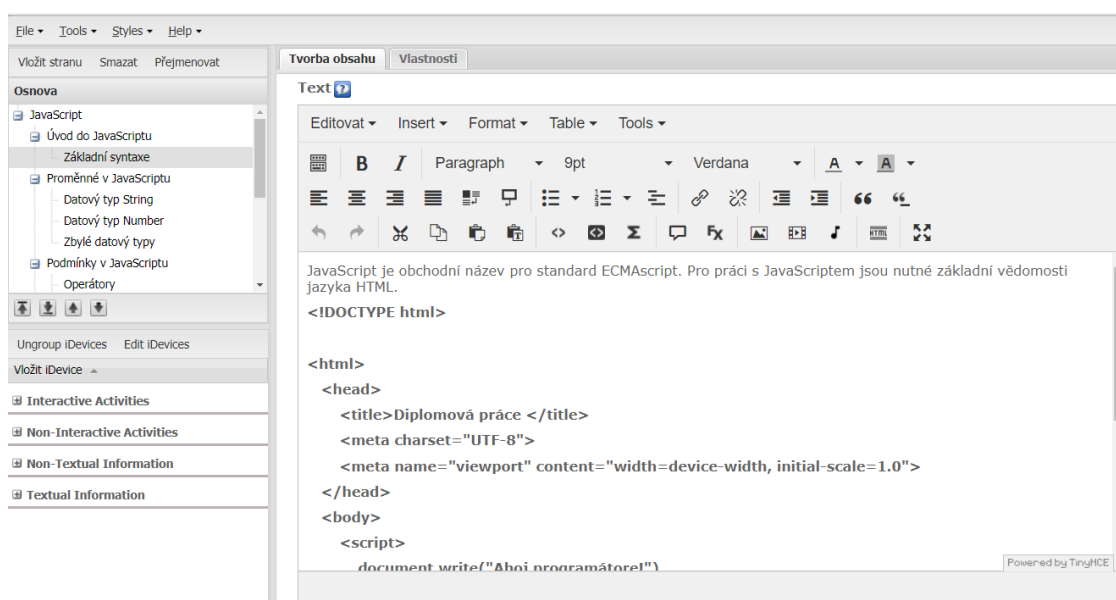 File Tools Styles Help
Vložit stranu Smazat Přejmenovat
Osnova
JavaScript
Úvod do JavaScriptu
Základní syntaxe
Proměnné v JavaScriptu
Datový typ String
Datový typ Number
Zbylé datový typy
Podmínky v JavaScriptu
Operátory
Ungroup iDevices Edit iDevices
Vložit iDevice
Interactive Activities
Non-Interactive Activities
Non-Textual Information
Textual Information
Tvorba obsahu Vlastnosti
Text ?
Editovat Insert Format Table Tools
B I Paragraph 9pt Verdana A A
HTML
JavaScript je obchodní název pro standard ECMAscript. Pro práci s JavaScriptem jsou nutné základní vědomosti
jazyka HTML.
<!DOCTYPE html>
<html>
<head>
<title>Diplomová práce </title>
<meta charset="UTF-8">
<meta name="viewport" content="width=device-width, initial-scale=1.0">
</head>
<body>
<script>
document.write("Ahoj programátore!")
Powered by TinyMCE